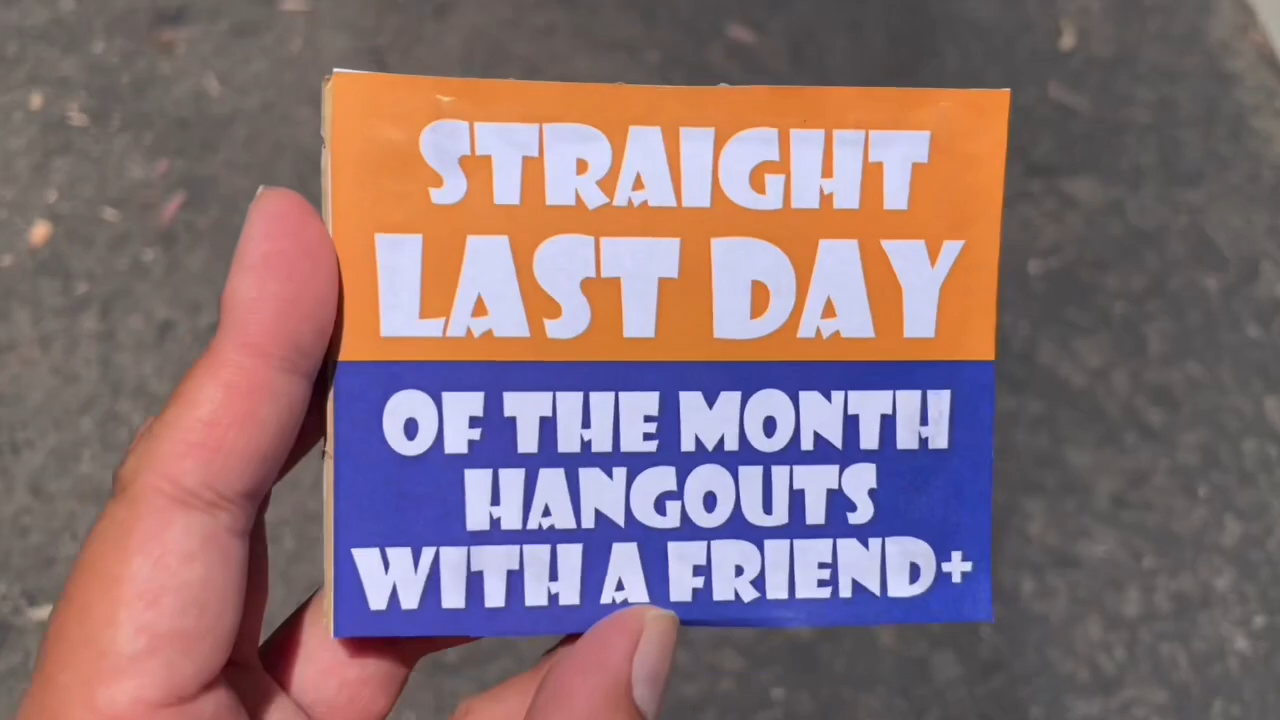 STRAIGHT
LAST DAY
OF THE MONTH
HANGOUTS
WITH A FRIEND+